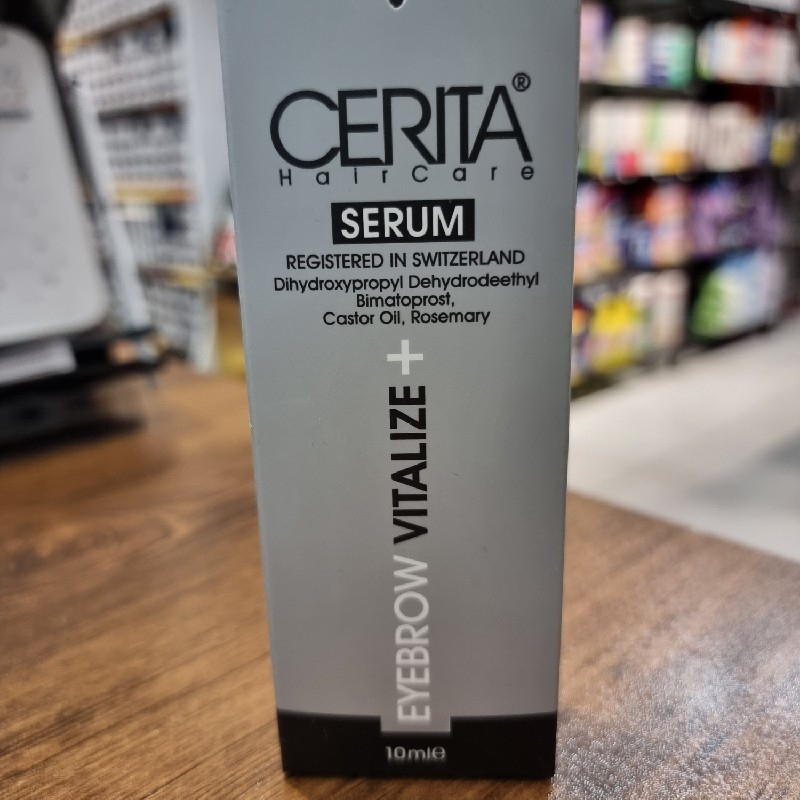 CERITA®
HairCare
SERUM
REGISTERED IN SWITZERLAND
Dihydroxypropyl Dehydrodeethyl
Bimatoprost,
Castor Oil, Rosemary
EYEBROW VITALIZE +
10ml℮